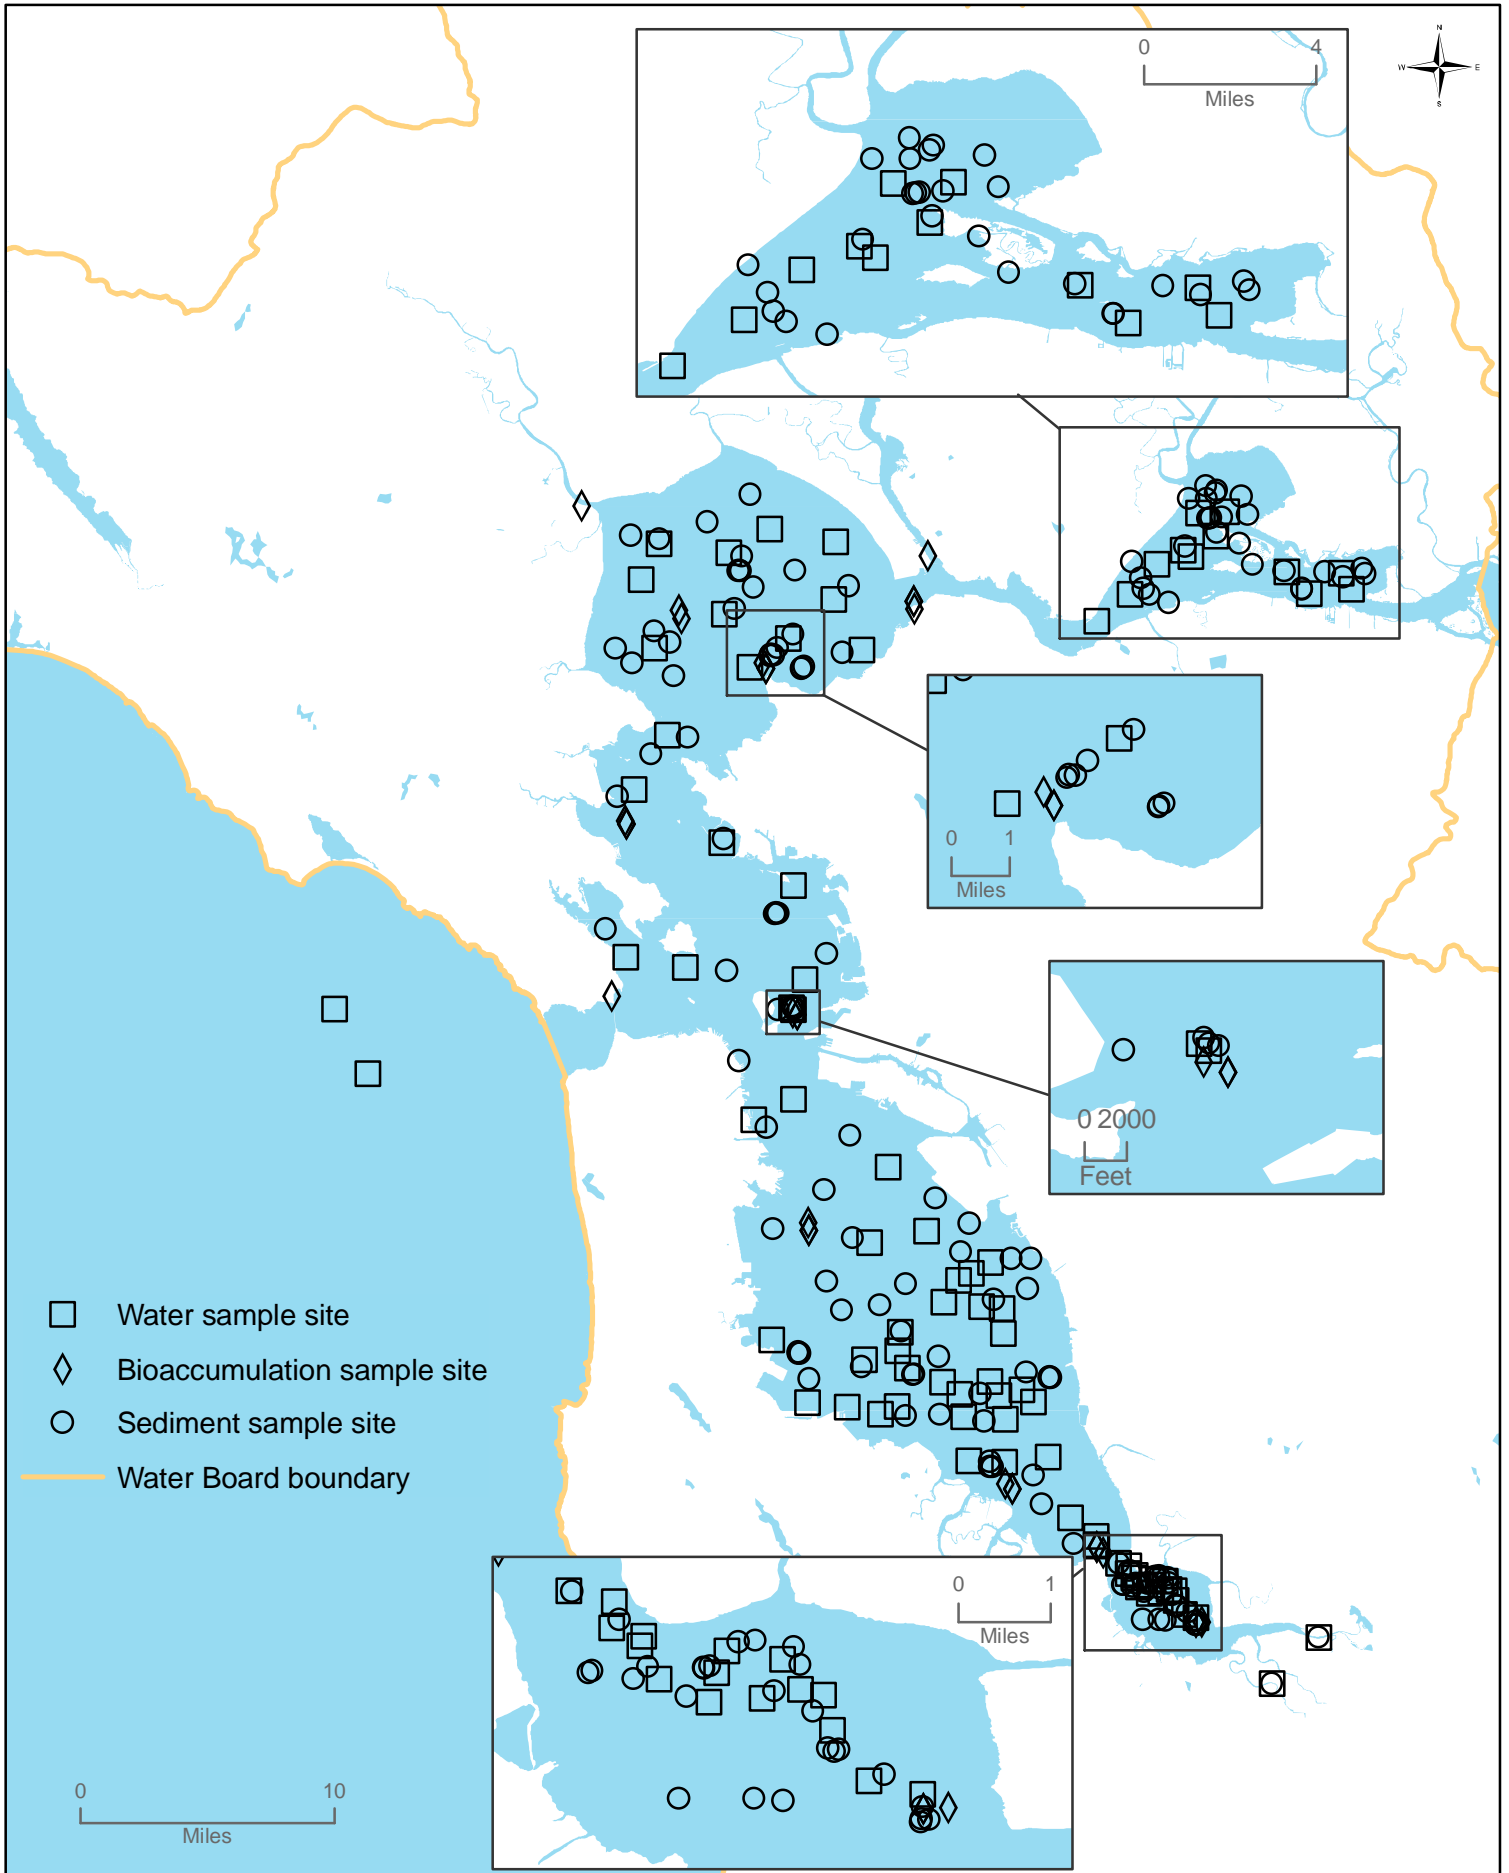 0 4
Miles
N
W E
S
0 1
Miles
0 2000
Feet
Water sample site
Bioaccumulation sample site
Sediment sample site
Water Board boundary
0 1
Miles
0 10
Miles